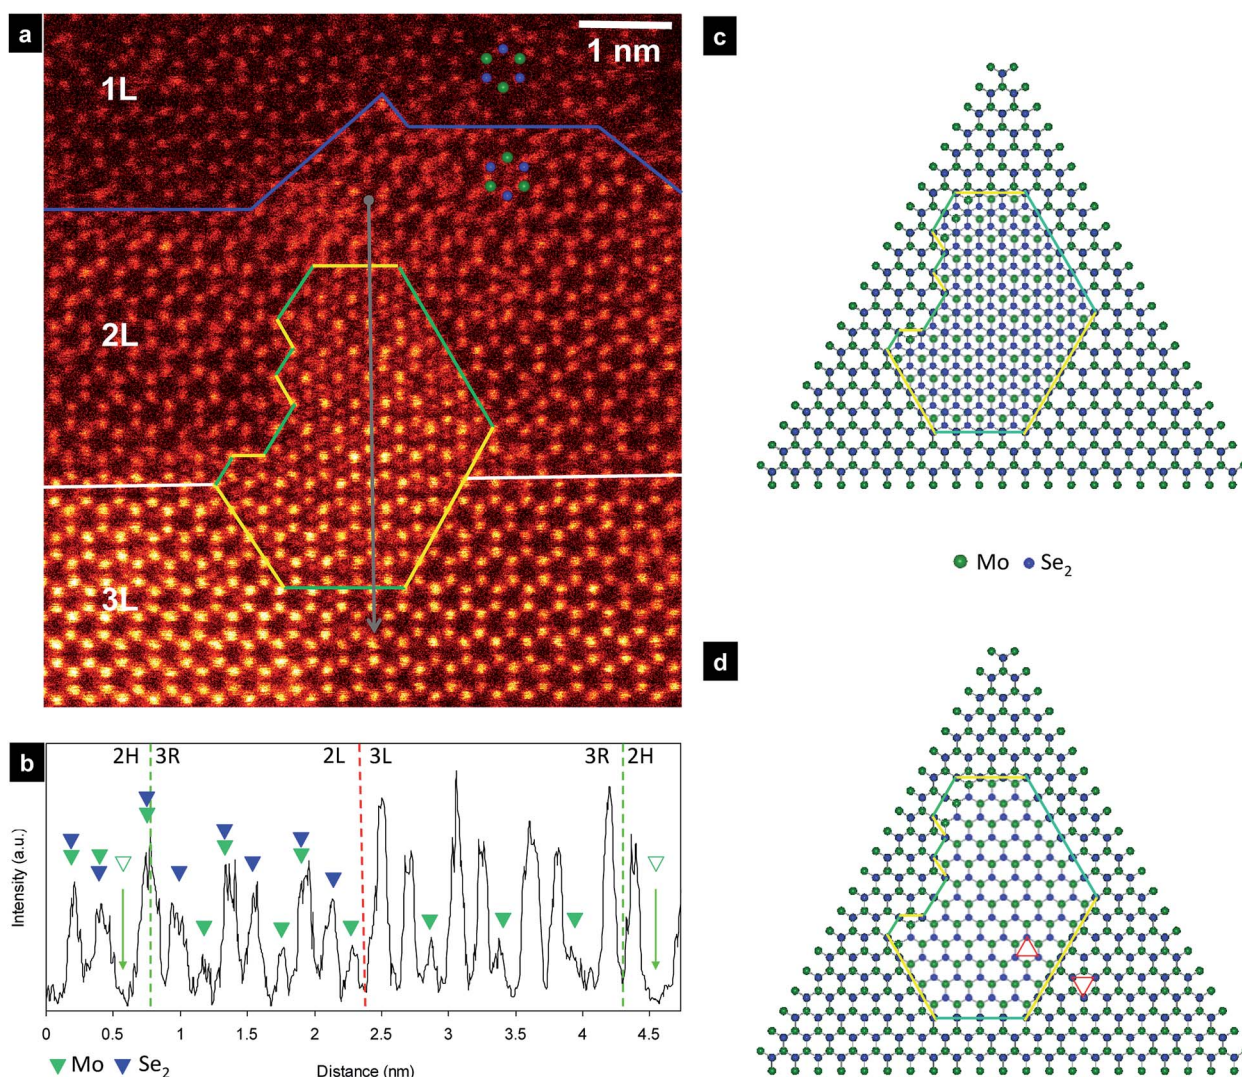 a
1 nm
1L
2L
3L
b
2H 3R 2L 3L 3R 2H
Intensity (a.u.)
0 0.5 1 1.5 2 2.5 3 3.5 4 4.5
Mo Se2 Distance (nm)
c
Mo Se2
d